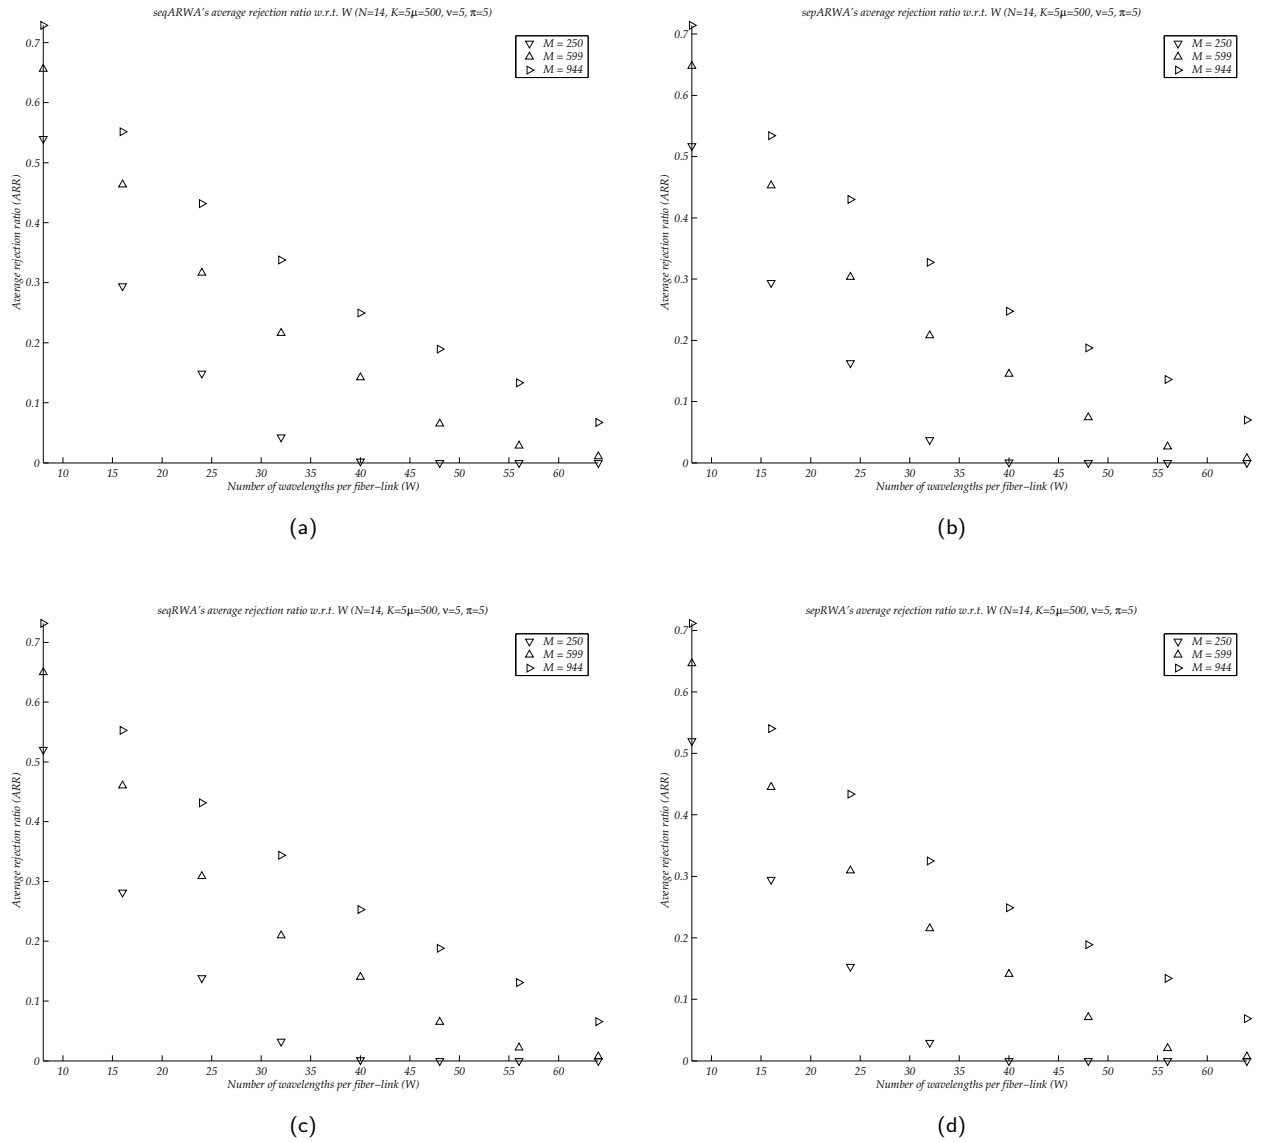 seqARWA's average rejection ratio w.r.t. W (N=14, K=5μ=500, ν=5, π=5)
M = 250
M = 599
M = 944
Average rejection ratio (ARR)
0.7
0.6
0.5
0.4
0.3
0.2
0.1
0
10 15 20 25 30 35 40 45 50 55 60
Number of wavelengths per fiber–link (W)
(a)
sepARWA's average rejection ratio w.r.t. W (N=14, K=5μ=500, ν=5, π=5)
M = 250
M = 599
M = 944
Average rejection ratio (ARR)
0.7
0.6
0.5
0.4
0.3
0.2
0.1
0
10 15 20 25 30 35 40 45 50 55 60
Number of wavelengths per fiber–link (W)
(b)
seqRWA's average rejection ratio w.r.t. W (N=14, K=5μ=500, ν=5, π=5)
M = 250
M = 599
M = 944
Average rejection ratio (ARR)
0.7
0.6
0.5
0.4
0.3
0.2
0.1
0
10 15 20 25 30 35 40 45 50 55 60
Number of wavelengths per fiber–link (W)
(c)
sepRWA's average rejection ratio w.r.t. W (N=14, K=5μ=500, ν=5, π=5)
M = 250
M = 599
M = 944
Average rejection ratio (ARR)
0.7
0.6
0.5
0.4
0.3
0.2
0.1
0
10 15 20 25 30 35 40 45 50 55 60
Number of wavelengths per fiber–link (W)
(d)